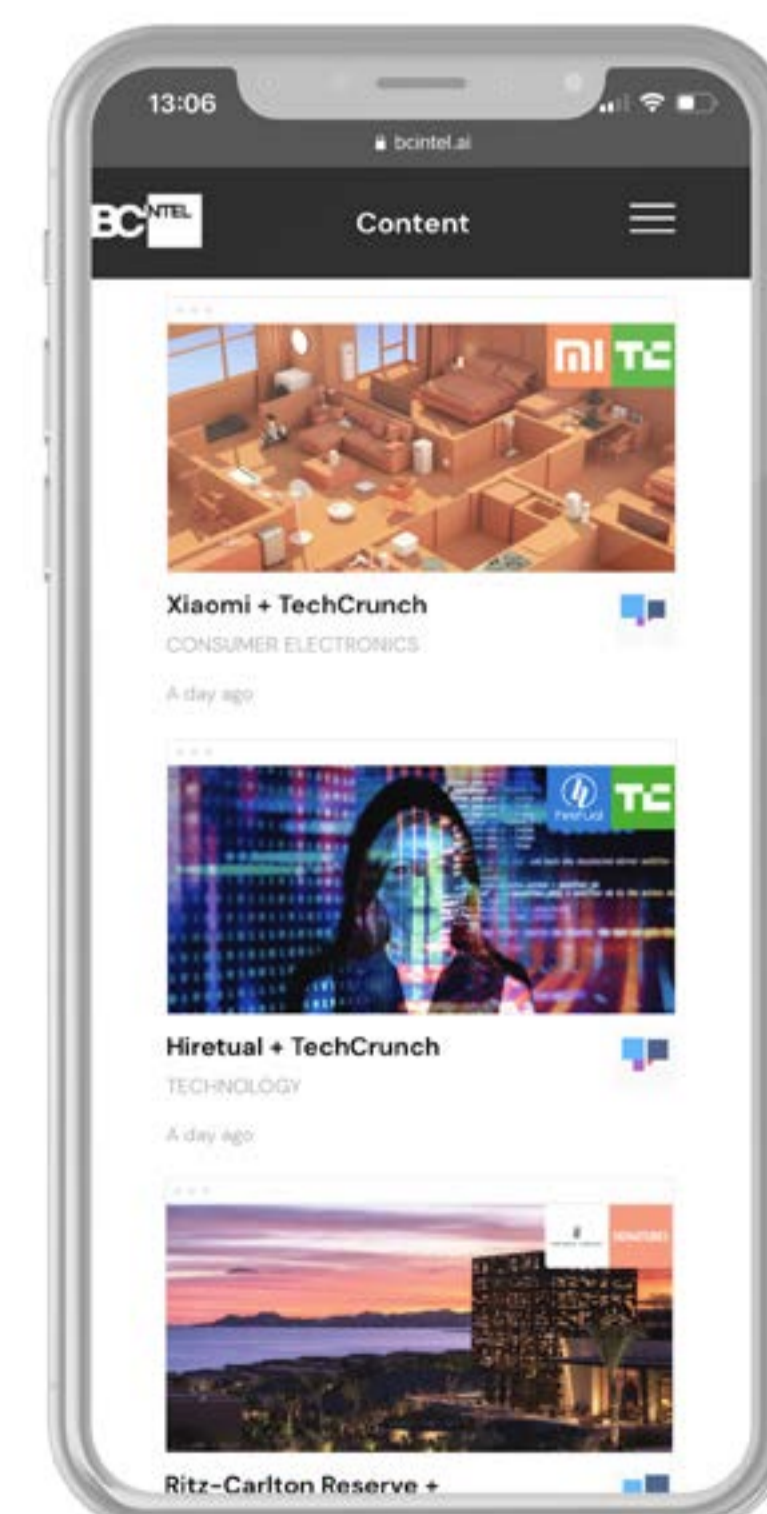 13:06
bcintel.ai
BC NTEL
Content
MI TC
Xiaomi + TechCrunch
CONSUMER ELECTRONICS
A day ago
hiretual TC
Hiretual + TechCrunch
TECHNOLOGY
A day ago
Ritz-Carlton Reserve +